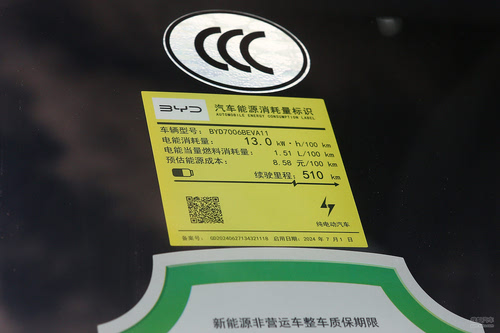 CCC
BYD 汽车能源消耗量标识
AUTOMOBILE ENERGY CONSUMPTION LABEL
车辆型号: BYD7006BEVA11
电能消耗量: 13.0 kW·h/100 km
电能当量燃料消耗量: 1.51 L/100 km
预估能源成本: 8.58 元/100 km
续驶里程: 510 km
纯电动汽车
备案号: 启用日期: 2024 年 7 月 1 日
新能源非营运车整车质保期限